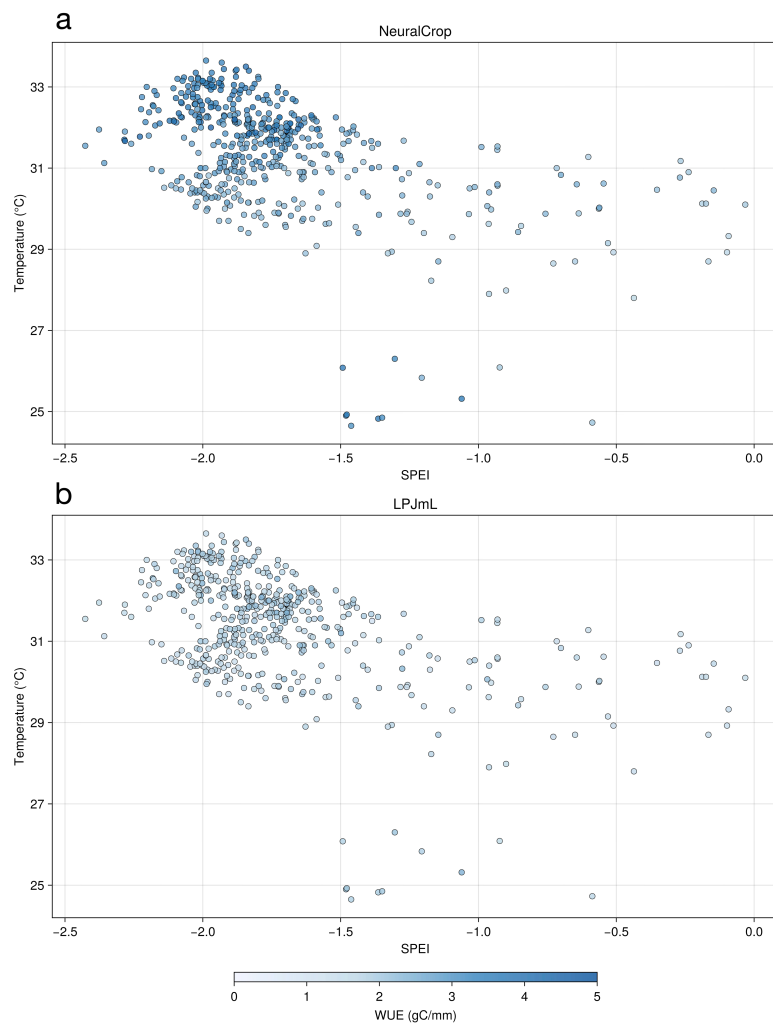 a
NeuralCrop
33
31
29
27
25
Temperature (°C)
−2.5 −2.0 −1.5 −1.0 −0.5 0.0
SPEI
b
LPJmL
33
31
29
27
25
Temperature (°C)
−2.5 −2.0 −1.5 −1.0 −0.5 0.0
SPEI
0 1 2 3 4 5
WUE (gC/mm)